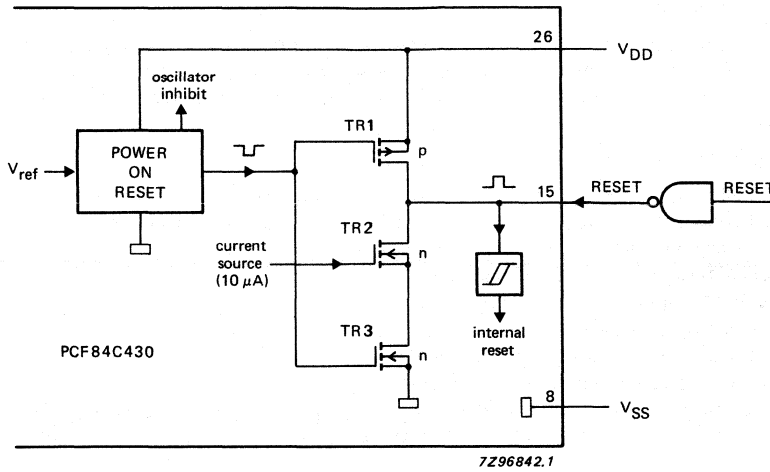 26
V_DD
oscillator
inhibit
TR1
p
POWER
ON
RESET
V_ref
15
RESET
RESET
TR2
n
current
source
(10 μA)
internal
reset
TR3
n
PCF84C430
8
V_SS
7Z96842.1